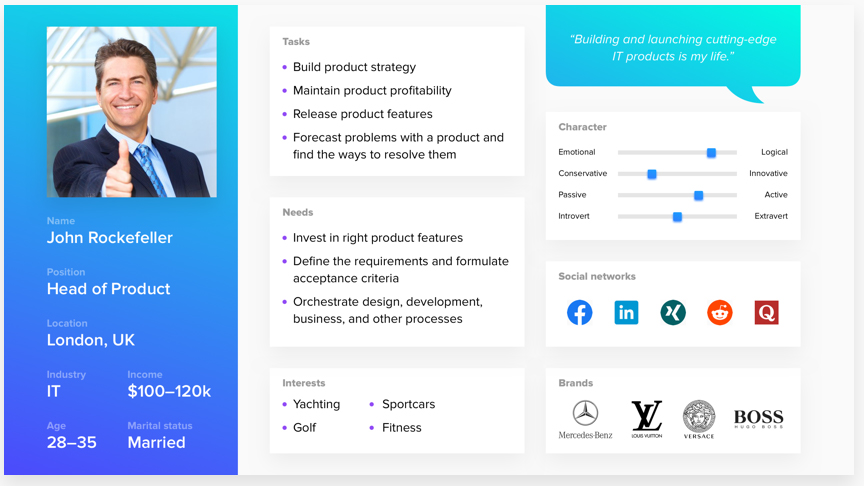 Name
John Rockefeller
Position
Head of Product
Location
London, UK
Industry
Income
IT
$100–120k
Age
Marital status
28–35
Married
Tasks
Build product strategy
Maintain product profitability
Release product features
Forecast problems with a product and
find the ways to resolve them
Needs
Invest in right product features
Define the requirements and formulate
acceptance criteria
Orchestrate design, development,
business, and other processes
Interests
Yachting
Sportcars
Golf
Fitness
“Building and launching cutting-edge
IT products is my life.”
Character
Emotional
Logical
Conservative
Innovative
Passive
Active
Introvert
Extravert
Social networks
f
in
Q
Brands
Mercedes-Benz
LV
LOUIS VUITTON
VERSACE
BOSS
HUGO BOSS